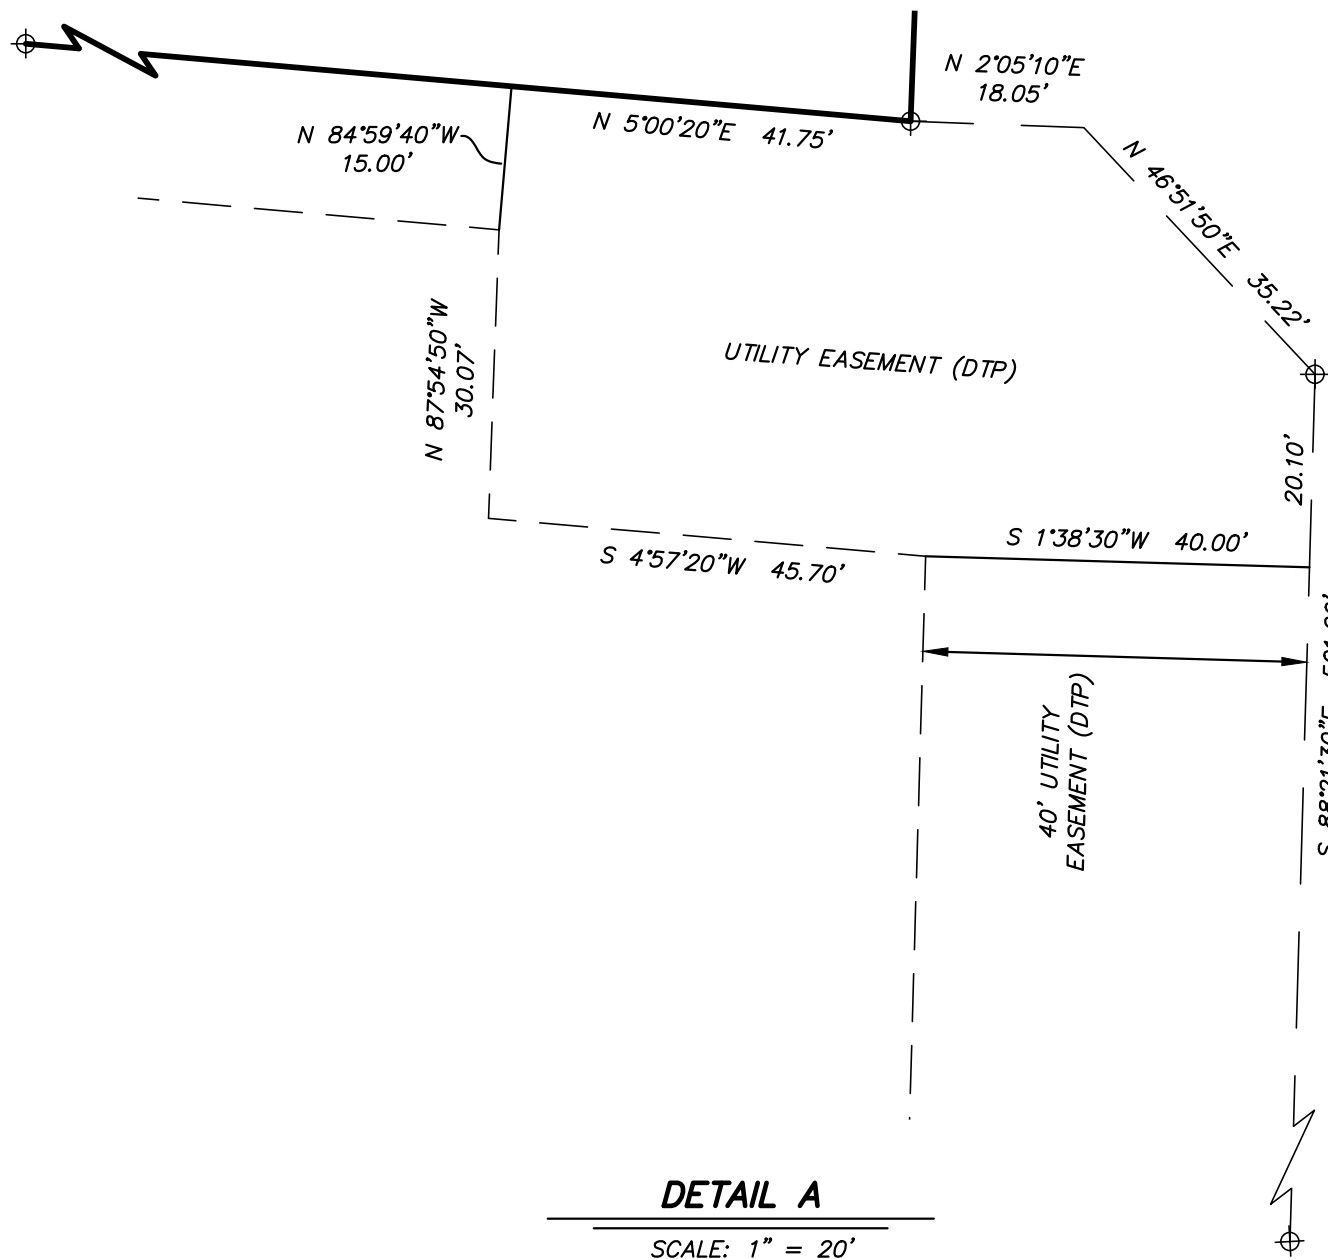 N 2°05'10"E
18.05'
N 5°00'20"E 41.75'
N 84°59'40"W
15.00'
N 46°51'50"E 35.22'
N 87°54'50"W
30.07'
UTILITY EASEMENT (DTP)
20.10'
S 1°38'30"W 40.00'
S 4°57'20"W 45.70'
40' UTILITY
EASEMENT (DTP)
DETAIL A
SCALE: 1" = 20'